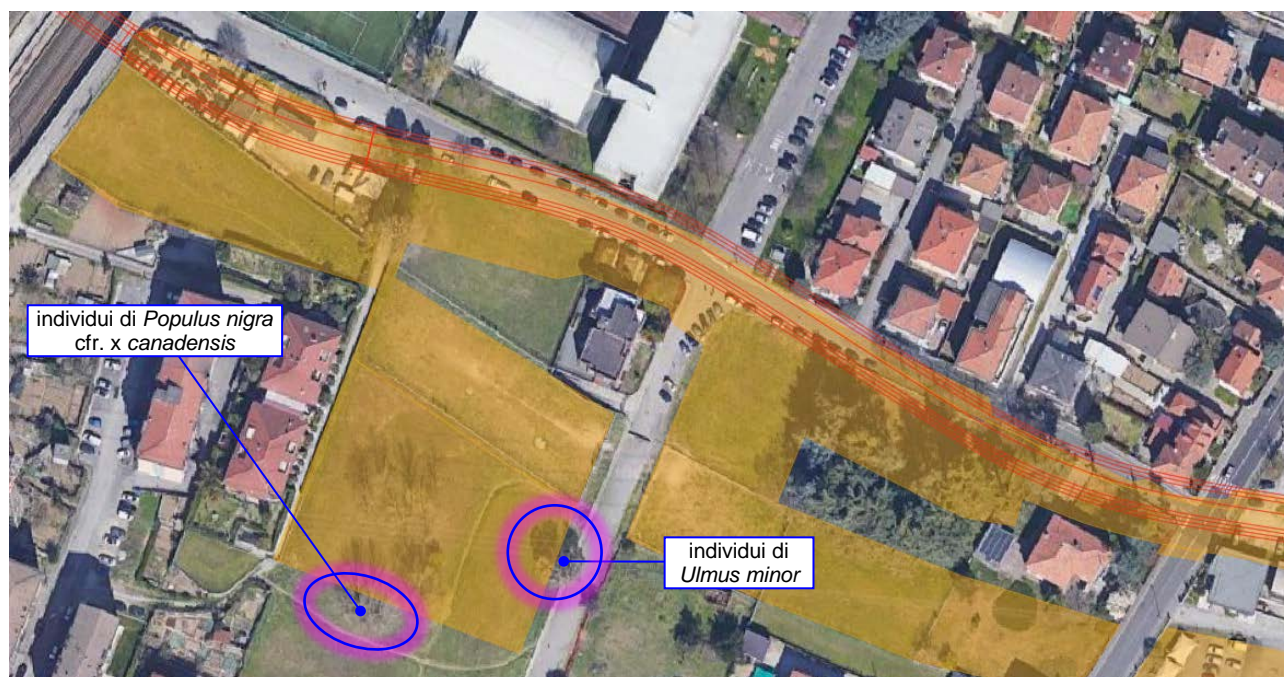 individui di Populus nigra
cfr. x canadensis
individui di
Ulmus minor